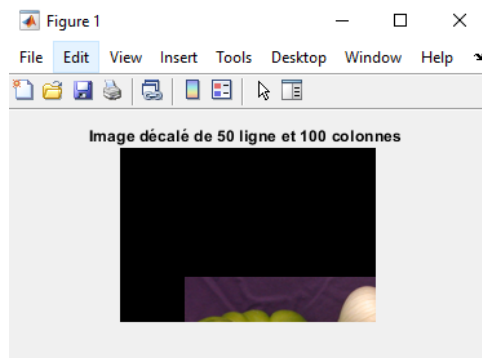 Figure 1
File Edit View Insert Tools Desktop Window Help
Image décalé de 50 ligne et 100 colonnes